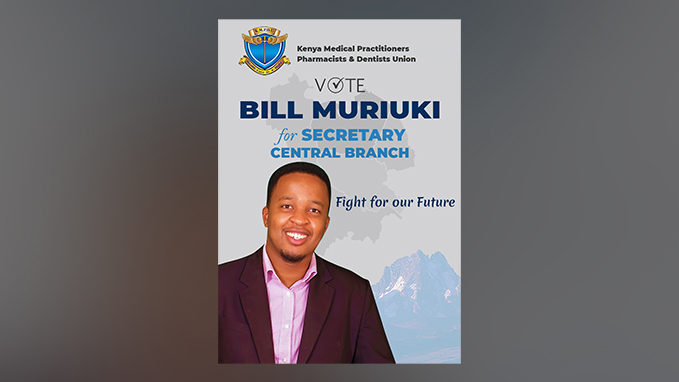 Kenya Medical Practitioners
Pharmacists & Dentists Union
VOTE
BILL MURIUKI
for SECRETARY
CENTRAL BRANCH
Fight for our Future